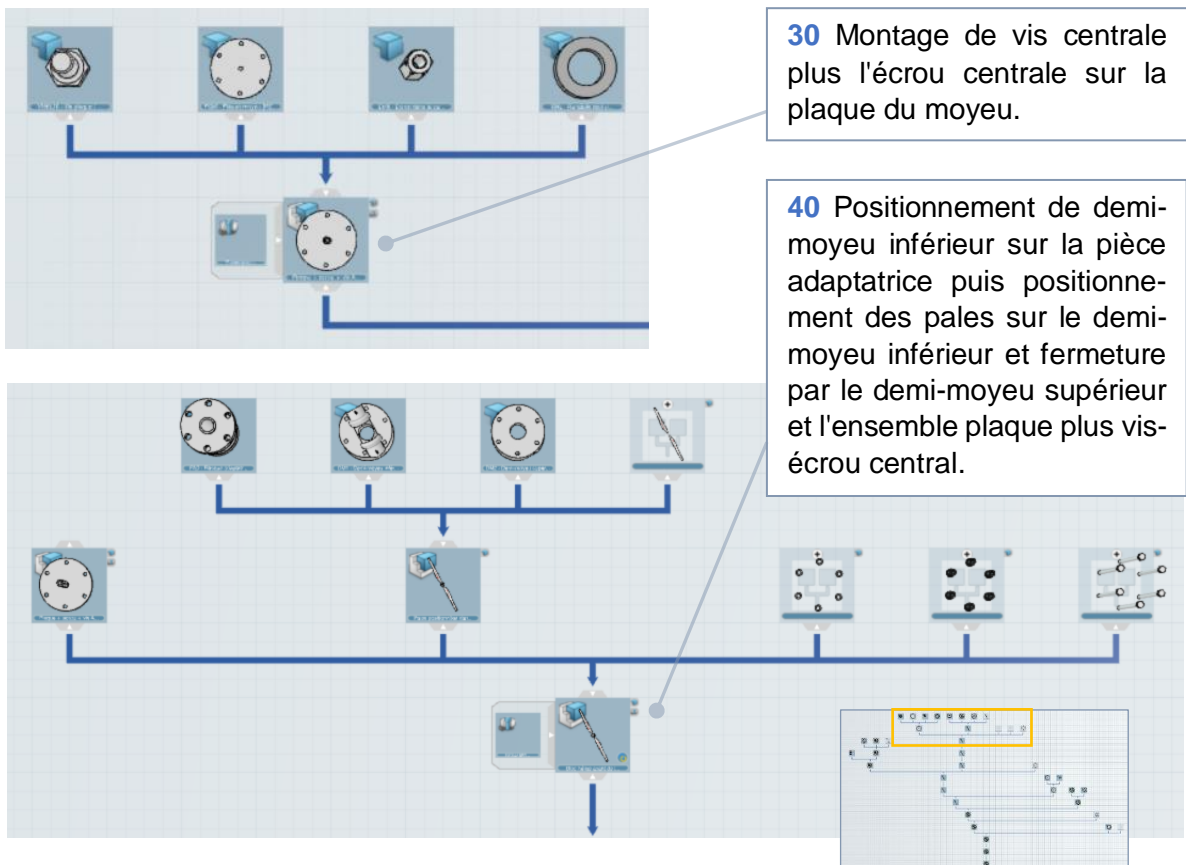 30 Montage de vis centrale
plus l'écrou centrale sur la
plaque du moyeu.
40 Positionnement de demi-
moyeu inférieur sur la pièce
adaptatrice puis positionne-
ment des pales sur le demi-
moyeu inférieur et fermeture
par le demi-moyeu supérieur
et l'ensemble plaque plus vis-
écrou central.